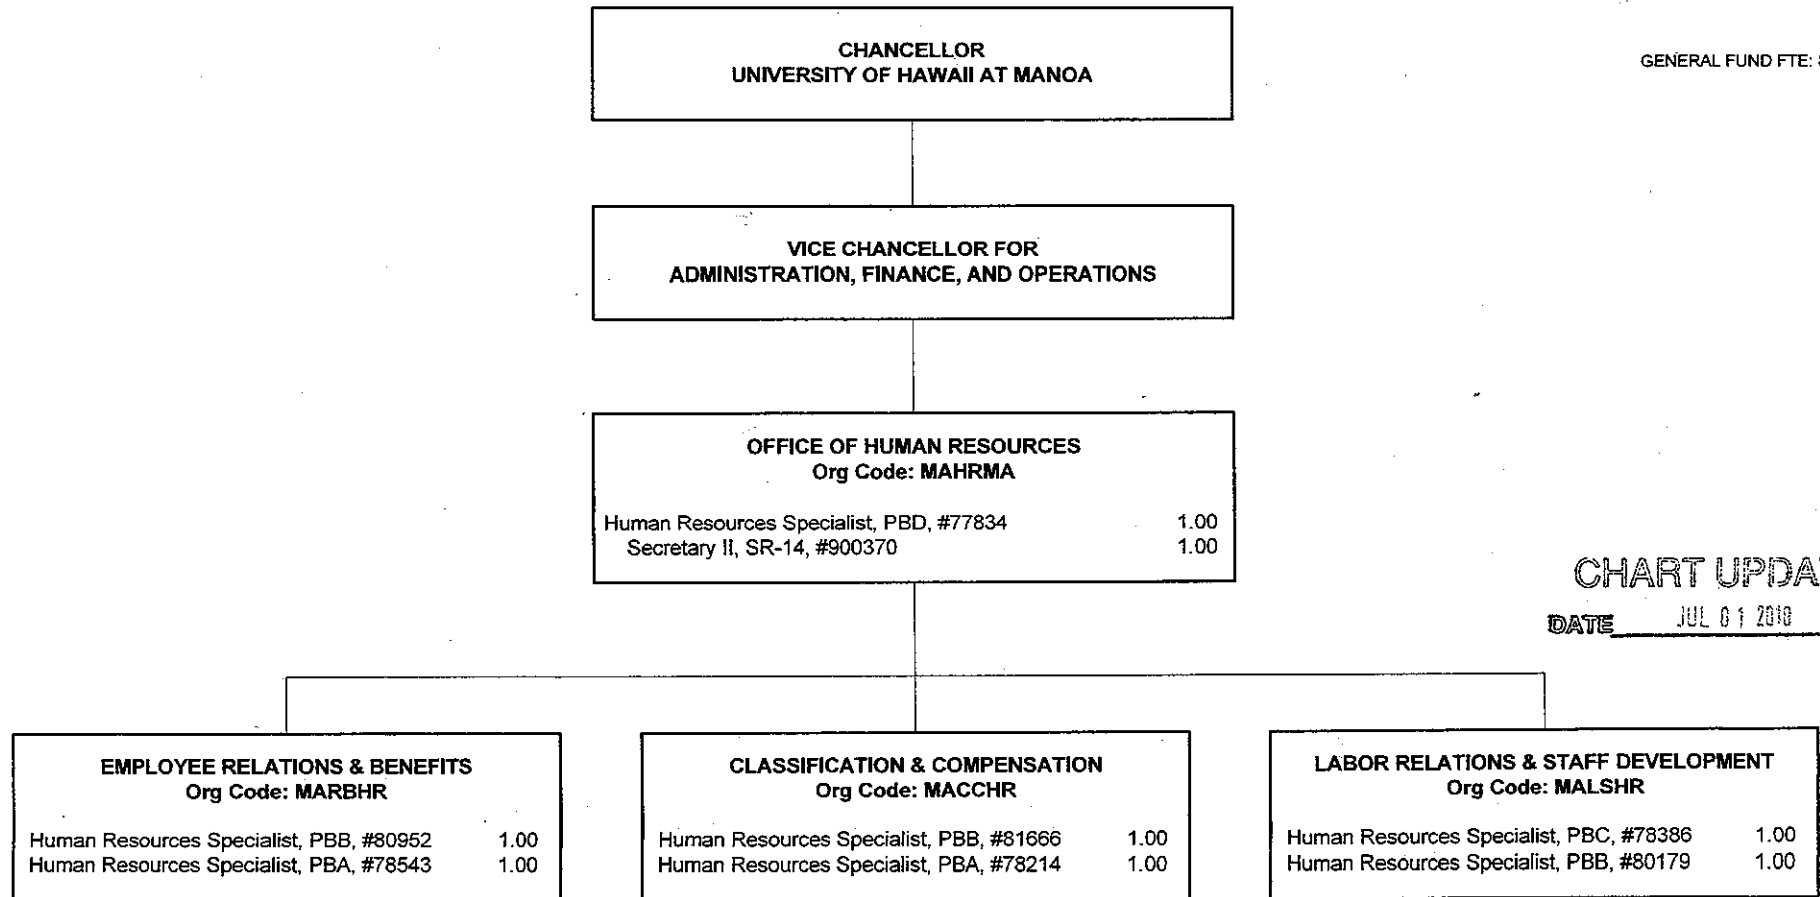 CHANCELLOR
UNIVERSITY OF HAWAII AT MANOA
GENERAL FUND FTE:
VICE CHANCELLOR FOR
ADMINISTRATION, FINANCE, AND OPERATIONS
OFFICE OF HUMAN RESOURCES
Org Code: MAHRMA
Human Resources Specialist, PBD, #77834 1.00
Secretary II, SR-14, #900370 1.00
CHART UPDA
DATE JUL 01 2010
EMPLOYEE RELATIONS & BENEFITS
Org Code: MARBHR
Human Resources Specialist, PBB, #80952 1.00
Human Resources Specialist, PBA, #78543 1.00
CLASSIFICATION & COMPENSATION
Org Code: MACCHR
Human Resources Specialist, PBB, #81666 1.00
Human Resources Specialist, PBA, #78214 1.00
LABOR RELATIONS & STAFF DEVELOPMENT
Org Code: MALSHR
Human Resources Specialist, PBC, #78386 1.00
Human Resources Specialist, PBB, #80179 1.00